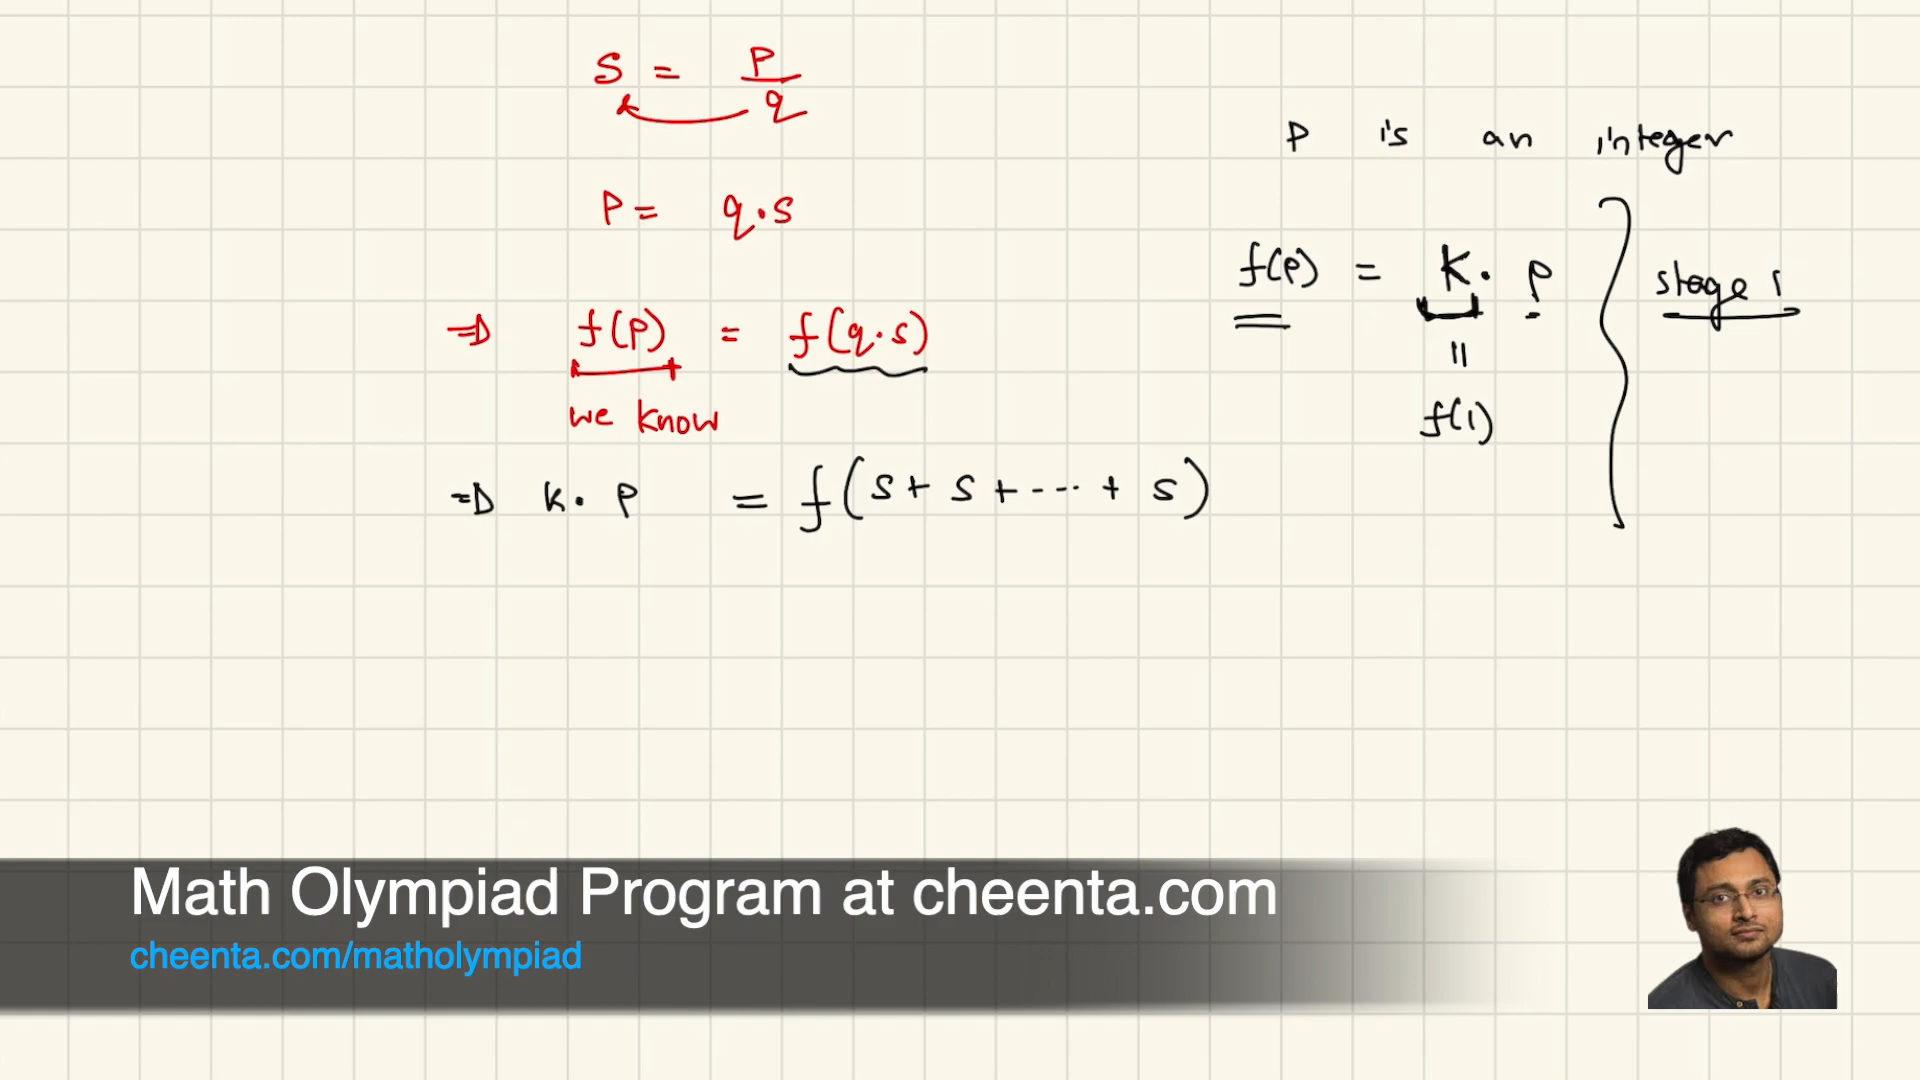 S = P/q
P = q·s
⇒ f(p) = f(q·s)
we know
⇒ k·p = f(s + s + --- + s)
P is an integer
f(p) = K· p
||
f(1)
stage 1
Math Olympiad Program at cheenta.com
cheenta.com/matholympiad